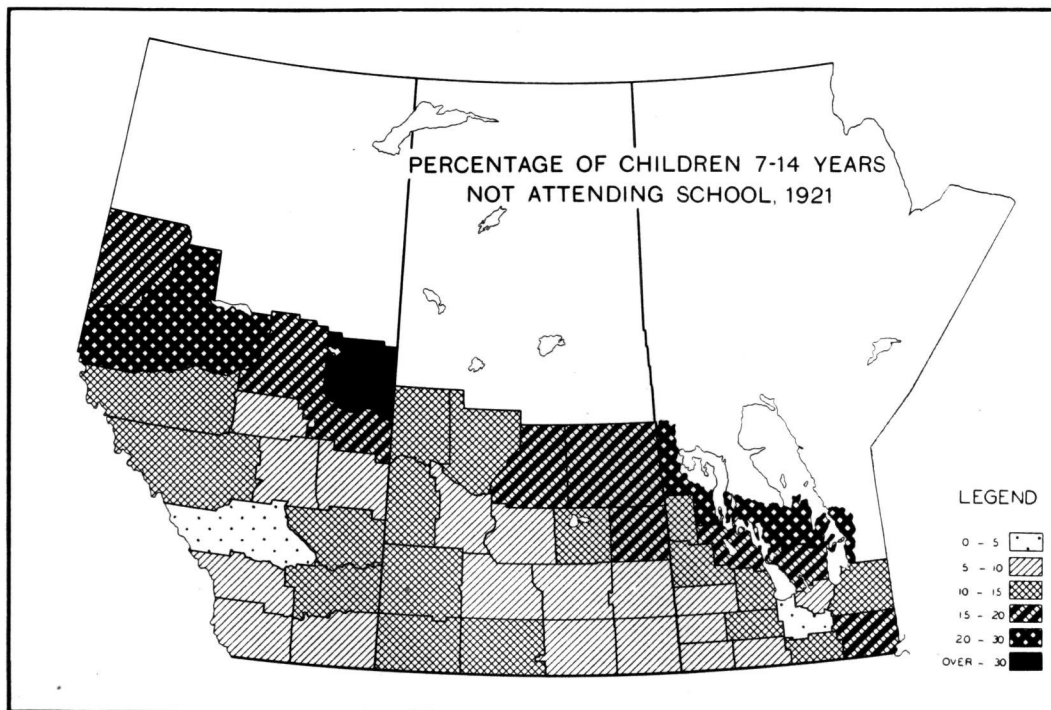 PERCENTAGE OF CHILDREN 7-14 YEARS
NOT ATTENDING SCHOOL, 1921
LEGEND
0 - 5
5 - 10
10 - 15
15 - 20
20 - 30
OVER - 30